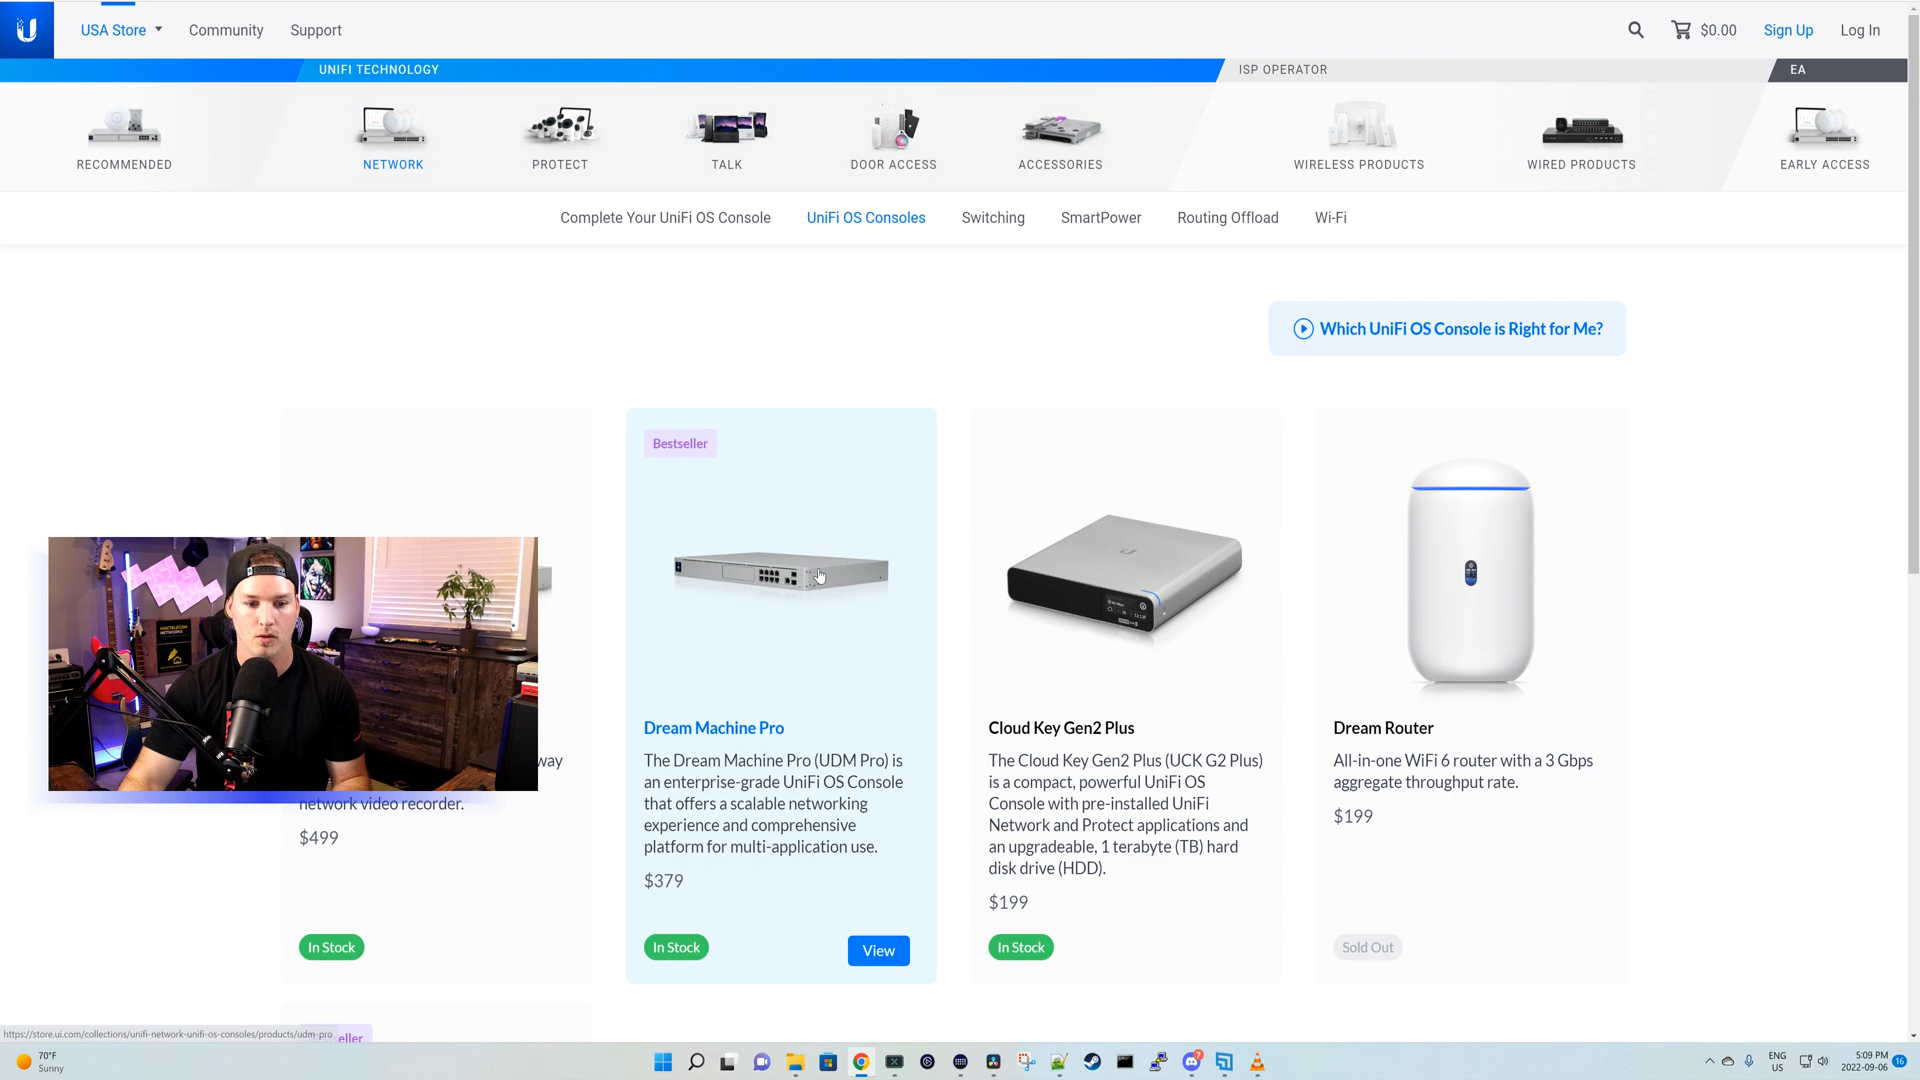 USA Store
Community
Support
$0.00
Sign Up
Log In
UNIFI TECHNOLOGY
ISP OPERATOR
EA
RECOMMENDED
NETWORK
PROTECT
TALK
DOOR ACCESS
ACCESSORIES
WIRELESS PRODUCTS
WIRED PRODUCTS
EARLY ACCESS
Complete Your UniFi OS Console
UniFi OS Consoles
Switching
SmartPower
Routing Offload
Wi-Fi
Which UniFi OS Console is Right for Me?
way
network video recorder.
$499
In Stock
Bestseller
Dream Machine Pro
The Dream Machine Pro (UDM Pro) is
an enterprise-grade UniFi OS Console
that offers a scalable networking
experience and comprehensive
platform for multi-application use.
$379
In Stock
View
Cloud Key Gen2 Plus
The Cloud Key Gen2 Plus (UCK G2 Plus)
is a compact, powerful UniFi OS
Console with pre-installed UniFi
Network and Protect applications and
an upgradeable, 1 terabyte (TB) hard
disk drive (HDD).
$199
In Stock
Dream Router
All-in-one WiFi 6 router with a 3 Gbps
aggregate throughput rate.
$199
Sold Out
MACTELECOM
NETWORKS
https://store.ui.com/collections/unifi-network-unifi-os-consoles/products/udm-pro
eller
70°F
Sunny
7
ENG
US
5:09 PM
2022-09-06
16